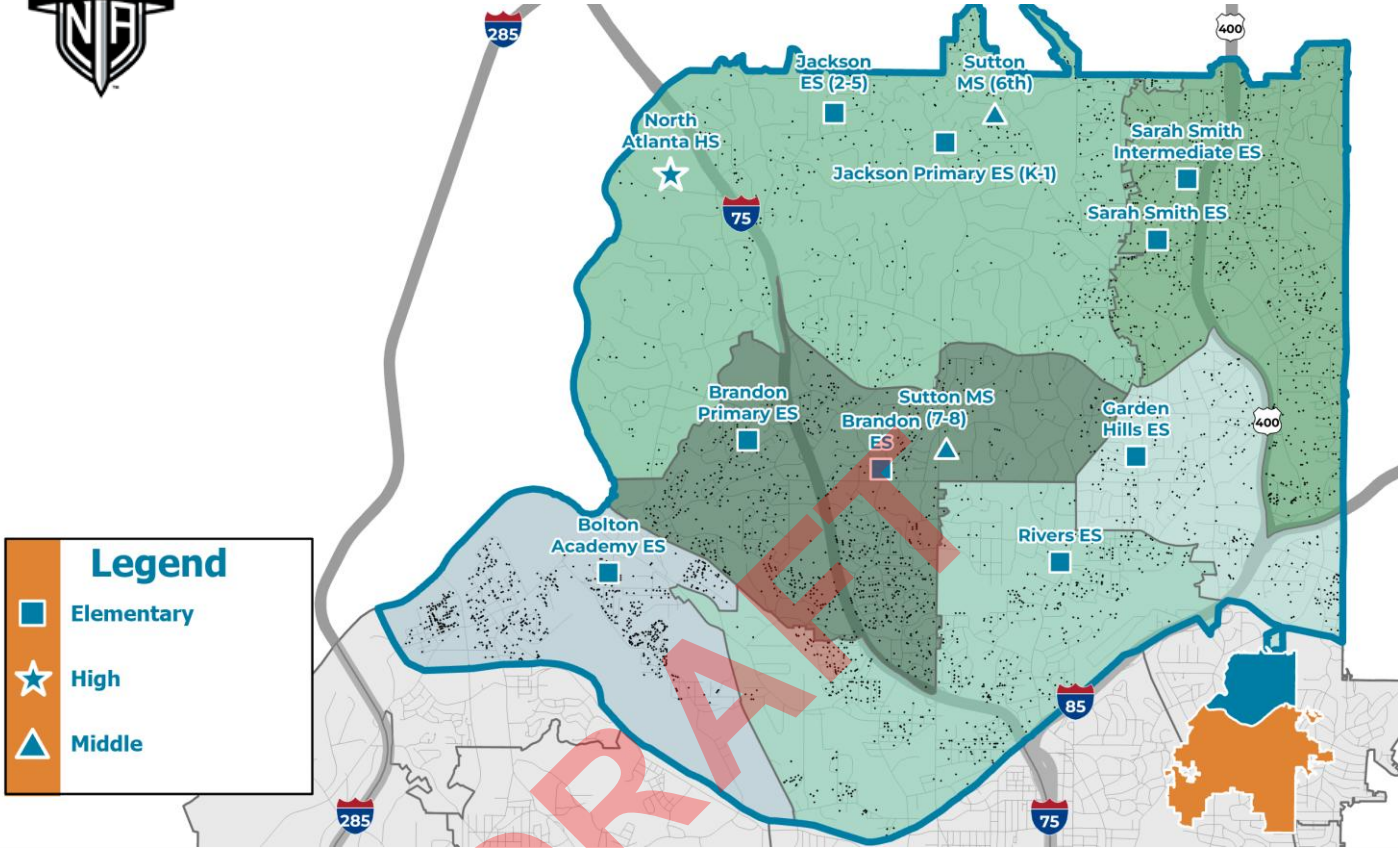 NA
285
400
Jackson
ES (2-5)
Sutton
MS (6th)
North
Atlanta HS
Sarah Smith
Intermediate ES
Jackson Primary ES (K-1)
75
Sarah Smith ES
Brandon
Primary ES
Sutton MS
(7-8)
Brandon
ES
Garden
Hills ES
400
Bolton
Academy ES
Rivers ES
Legend
Elementary
High
Middle
85
285
75
DRAFT